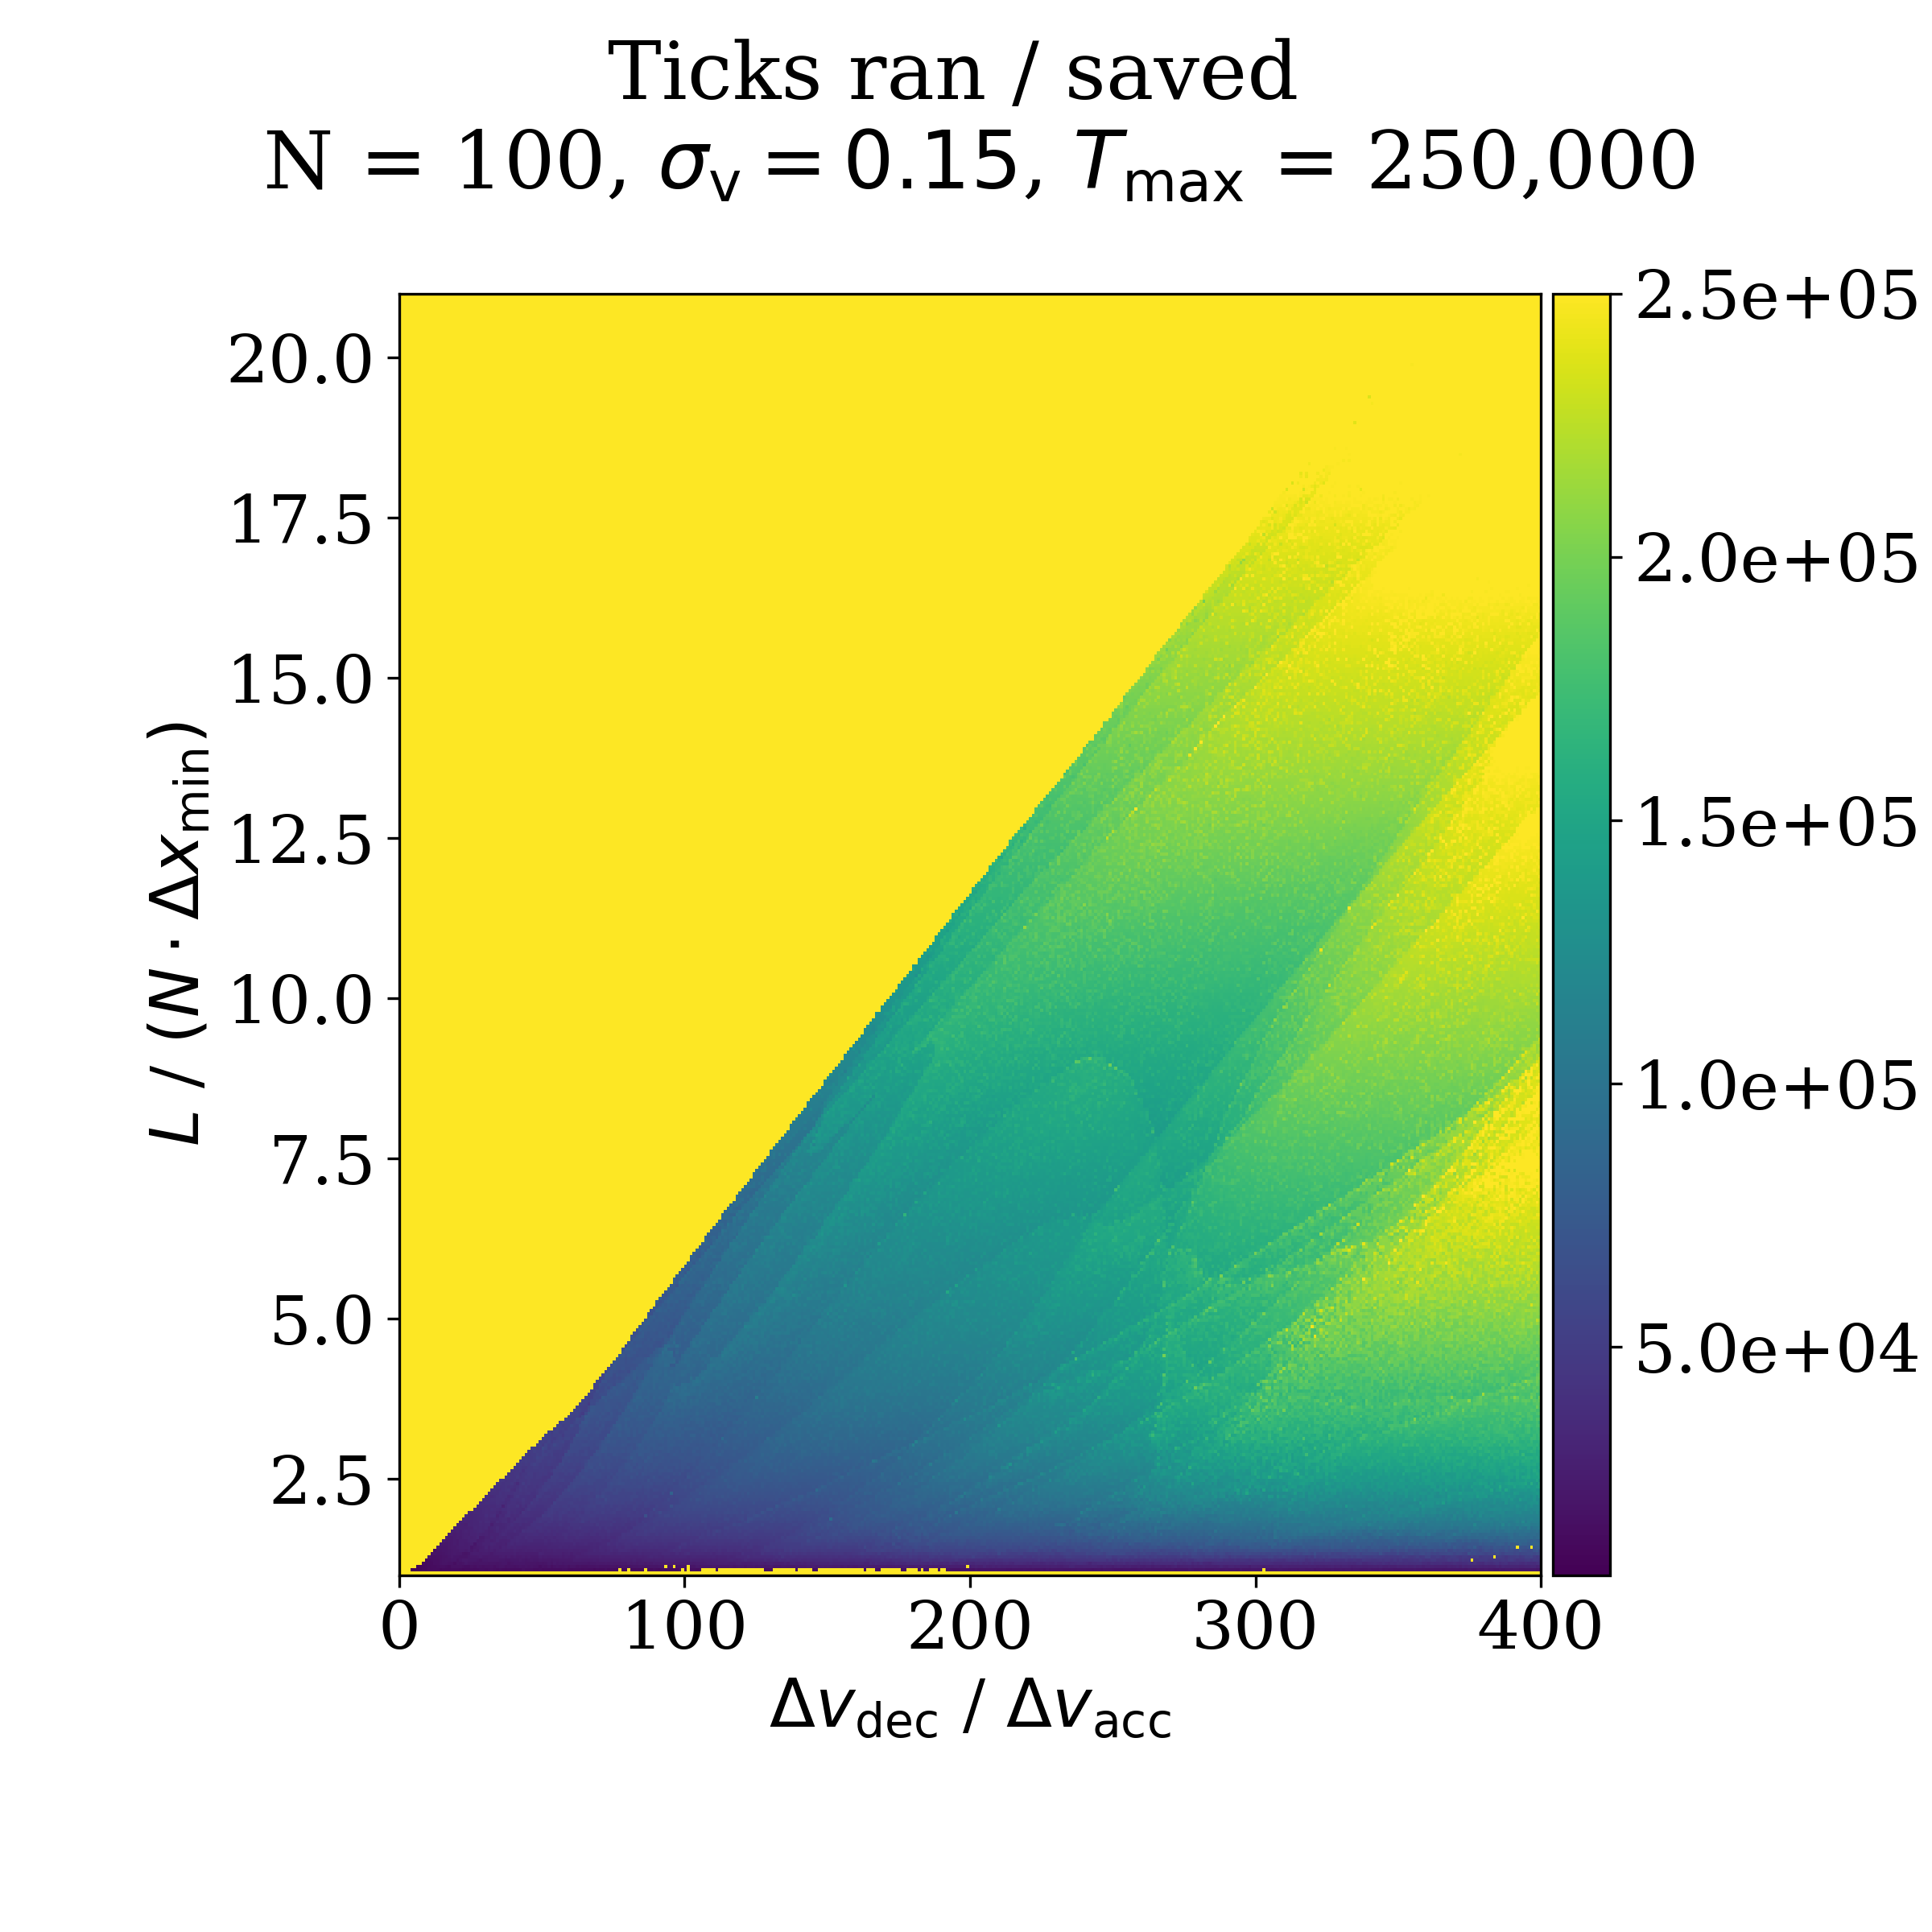 Ticks ran / saved
N = 100, σv = 0.15, Tmax = 250,000
20.0
17.5
15.0
12.5
10.0
7.5
5.0
2.5
L / (N · Δxmin)
0 100 200 300 400
Δvdec / Δvacc
2.5e+05
2.0e+05
1.5e+05
1.0e+05
5.0e+04